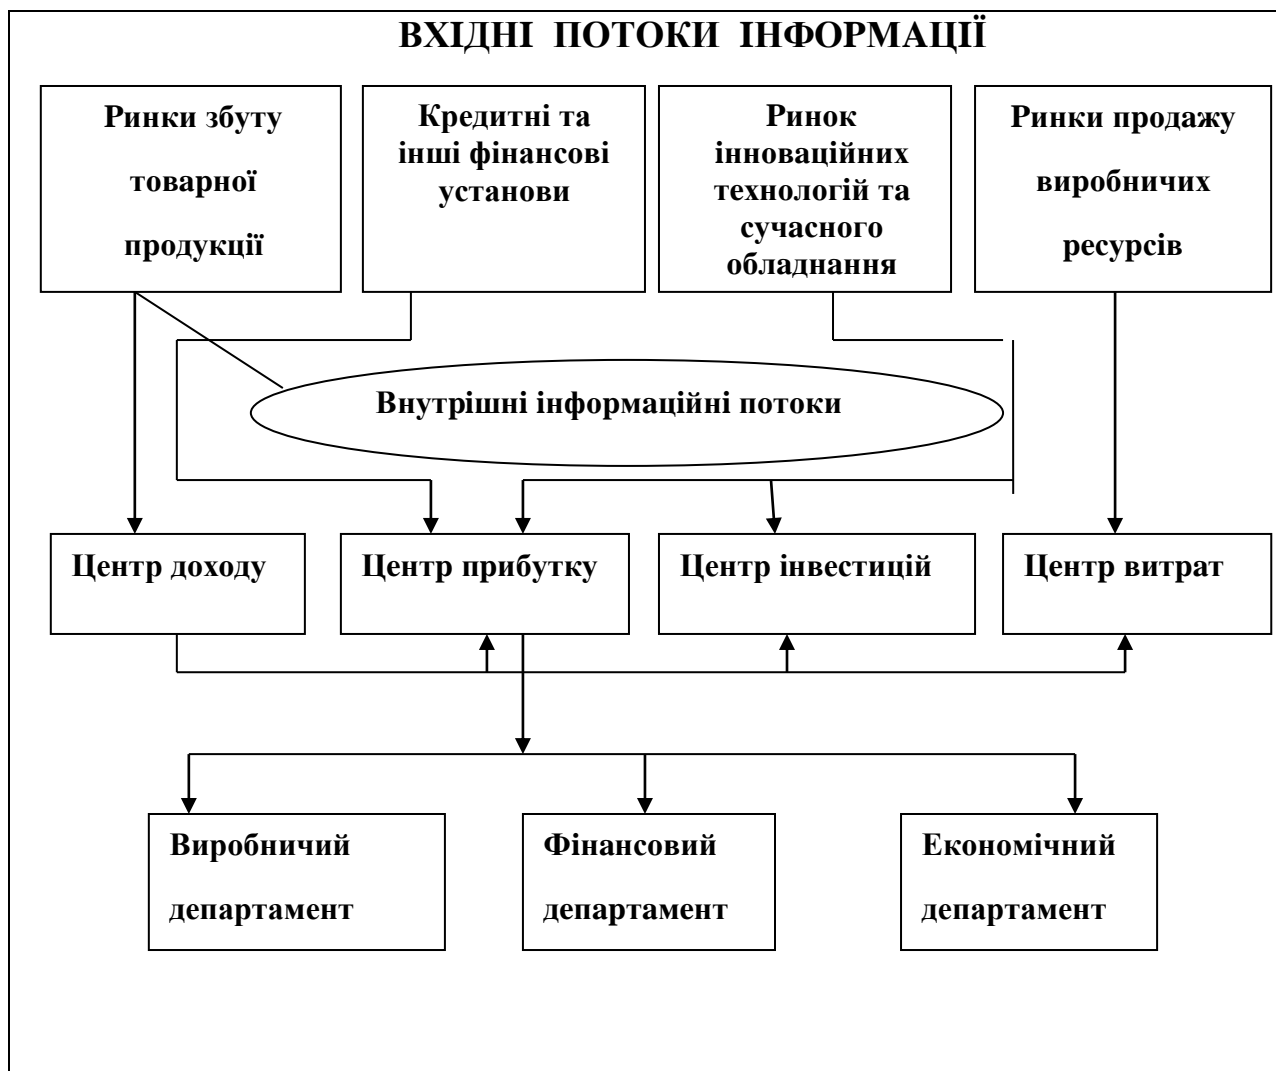 ВХІДНІ ПОТОКИ ІНФОРМАЦІЇ
Ринки збуту
товарної
продукції
Кредитні та
інші фінансові
установи
Ринок
інноваційних
технологій та
сучасного
обладнання
Ринки продажу
виробничих
ресурсів
Внутрішні інформаційні потоки
Центр доходу
Центр прибутку
Центр інвестицій
Центр витрат
Виробничий
департамент
Фінансовий
департамент
Економічний
департамент